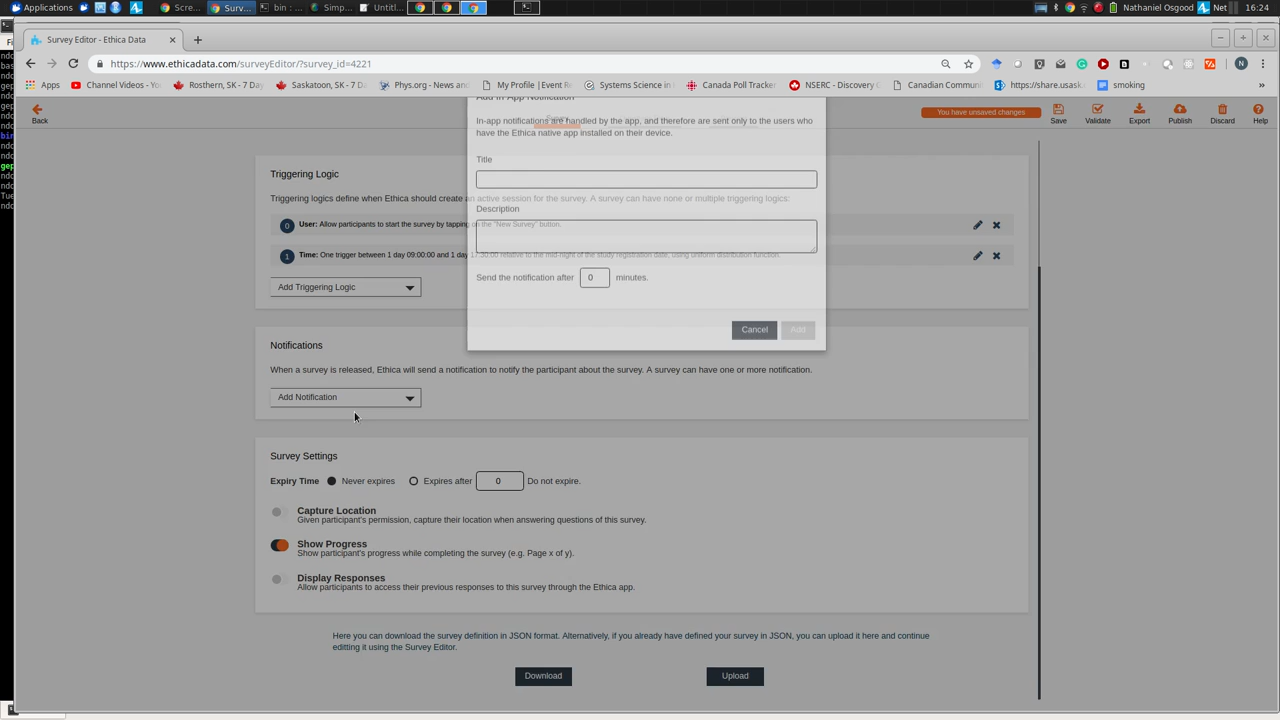 Applications
Scre...
Surv...
bin : ...
Simp...
Untitl...
Nathaniel Osgood
Net
16:24
Survey Editor - Ethica Data
https://www.ethicadata.com/surveyEditor/?survey_id=4221
N
Apps
Channel Videos - Yo
Rosthern, SK - 7 Day
Saskatoon, SK - 7 D
Phys.org - News and
My Profile | Event R
Systems Science in
Canada Poll Tracker
NSERC - Discovery
Canadian Commun
https://share.usask
smoking
Back
You have unsaved changes
Save
Validate
Export
Publish
Discard
Help
Add In App Notification
In-app notifications are handled by the app, and therefore are sent only to the users who
have the Ethica native app installed on their device.
Title
Description
Send the notification after 0 minutes.
Cancel
Add
Triggering Logic
Triggering logics define when Ethica should create an active session for the survey. A survey can have none or multiple triggering logics:
0 User: Allow participants to start the survey by tapping on the "New Survey" button.
1 Time: One trigger between 1 day 09:00:00 and 1 day 17:30:00 relative to the mid-night of the study registration date, using uniform distribution function.
Add Triggering Logic
Notifications
When a survey is released, Ethica will send a notification to notify the participant about the survey. A survey can have one or more notification.
Add Notification
Survey Settings
Expiry Time Never expires Expires after 0 Do not expire.
Capture Location
Given participant's permission, capture their location when answering questions of this survey.
Show Progress
Show participant's progress while completing the survey (e.g. Page x of y).
Display Responses
Allow participants to access their previous responses to this survey through the Ethica app.
Here you can download the survey definition in JSON format. Alternatively, if you already have defined your survey in JSON, you can upload it here and continue
editting it using the Survey Editor.
Download
Upload